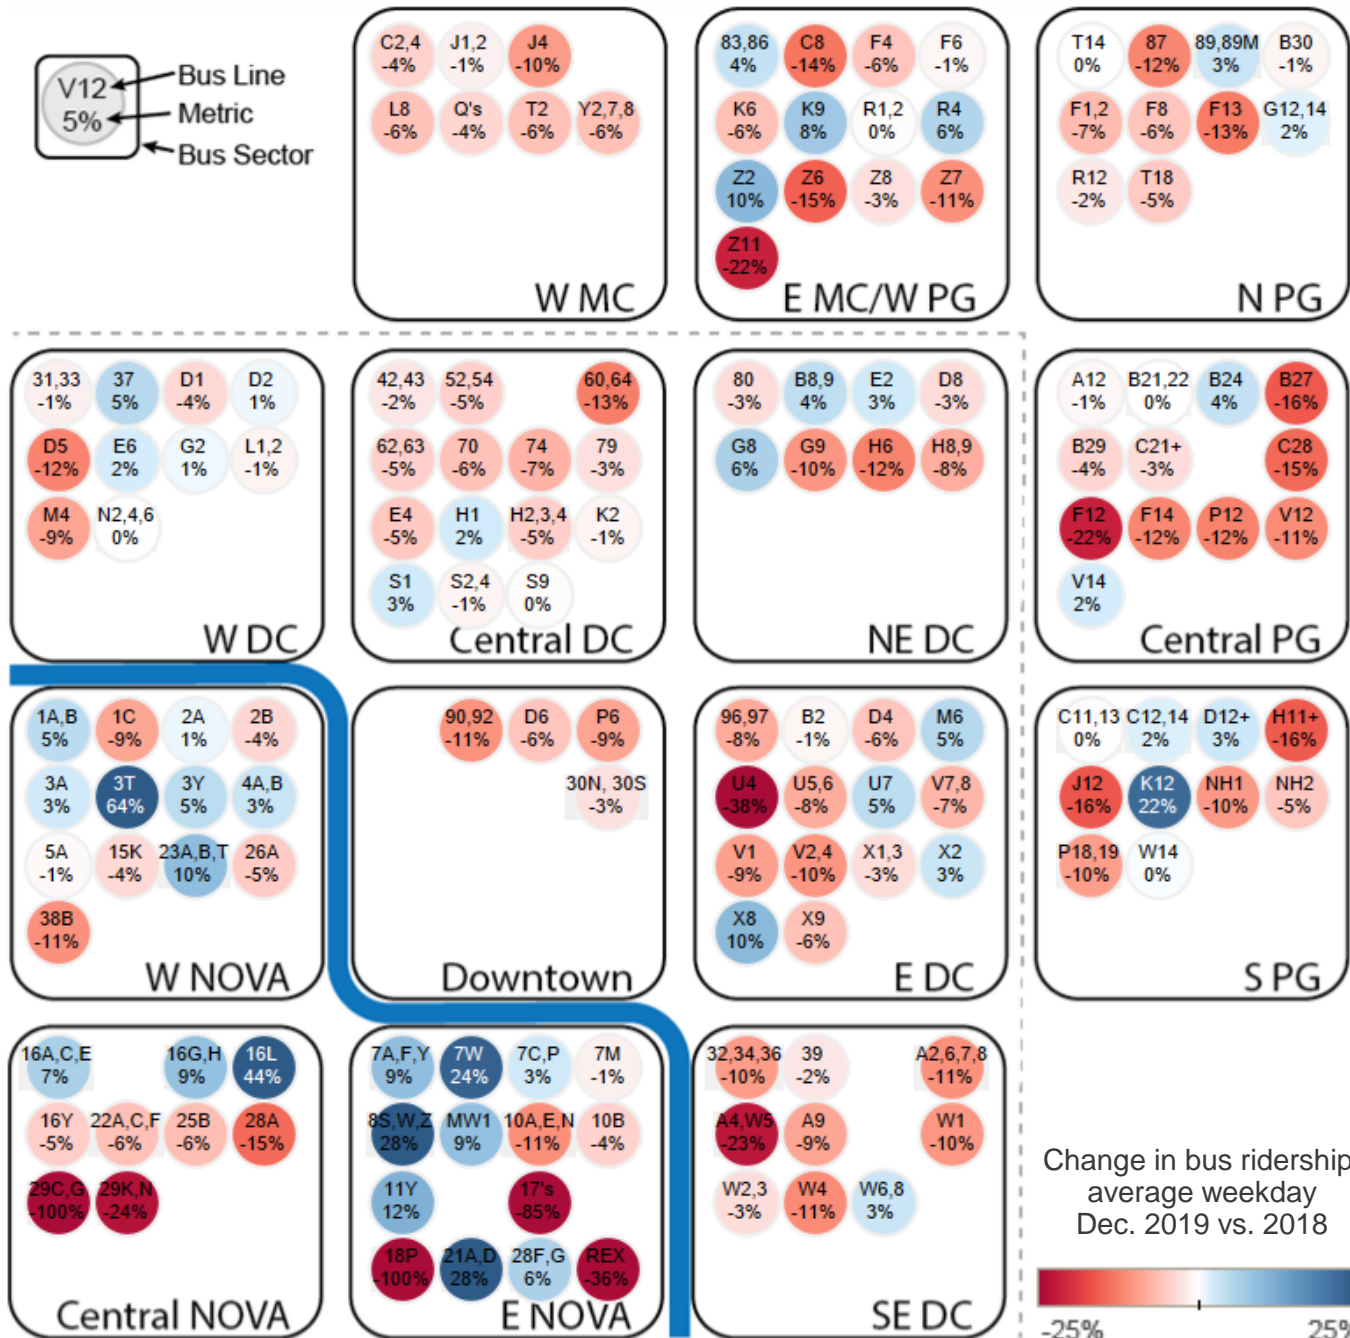 V12
5%
Bus Line
Metric
Bus Sector
C2,4 J1,2 J4
-4% -1% -10%
L8 Q's T2 Y2,7,8
-6% -4% -6% -6%
W MC
83,86 C8 F4 F6
4% -14% -6% -1%
K6 K9 R1,2 R4
-6% 8% 0% 6%
Z2 Z6 Z8 Z7
10% -15% -3% -11%
Z11
-22%
E MC/W PG
T14 87 89,89M B30
0% -12% 3% -1%
F1,2 F8 F13 G12,14
-7% -6% -13% 2%
R12 T18
-2% -5%
N PG
31,33 37 D1 D2
-1% 5% -4% 1%
D5 E6 G2 L1,2
-12% 2% 1% -1%
M4 N2,4,6
-9% 0%
W DC
42,43 52,54 60,64
-2% -5% -13%
62,63 70 74 79
-5% -6% -7% -3%
E4 H1 H2,3,4 K2
-5% 2% -5% -1%
S1 S2,4 S9
3% -1% 0%
Central DC
80 B8,9 E2 D8
-3% 4% 3% -3%
G8 G9 H6 H8,9
6% -10% -12% -8%
NE DC
A12 B21,22 B24 B27
-1% 0% 4% -16%
B29 C21+ C28
-4% -3% -15%
F12 F14 P12 V12
-22% -12% -12% -11%
V14
2%
Central PG
1A,B 1C 2A 2B
5% -9% 1% -4%
3A 3T 3Y 4A,B
3% 64% 5% 3%
5A 15K 23A,B,T 26A
-1% -4% 10% -5%
38B
-11%
W NOVA
90,92 D6 P6
-11% -6% -9%
30N, 30S
-3%
Downtown
96,97 B2 D4 M6
-8% -1% -6% 5%
U4 U5,6 U7 V7,8
-38% -8% 5% -7%
V1 V2,4 X1,3 X2
-9% -10% -3% 3%
X8 X9
10% -6%
E DC
C11,13 C12,14 D12+ H11+
0% 2% 3% -16%
J12 K12 NH1 NH2
-16% 22% -10% -5%
P18,19 W14
-10% 0%
S PG
16A,C,E 16G,H 16L
7% 9% 44%
16Y 22A,C,F 25B 28A
-5% -6% -6% -15%
29C,G 29K,N
-100% -24%
Central NOVA
7A,F,Y 7W 7C,P 7M
9% 24% 3% -1%
8S,W,Z MW1 10A,E,N 10B
28% 9% -11% -4%
11Y 17's
12% -85%
18P 21A,D 28F,G REX
-100% 28% 6% -36%
E NOVA
32,34,36 39 A2,6,7,8
-10% -2% -11%
A4,W5 A9 W1
-23% -9% -10%
W2,3 W4 W6,8
-3% -11% 3%
SE DC
Change in bus ridership
average weekday
Dec. 2019 vs. 2018
-25% 25%